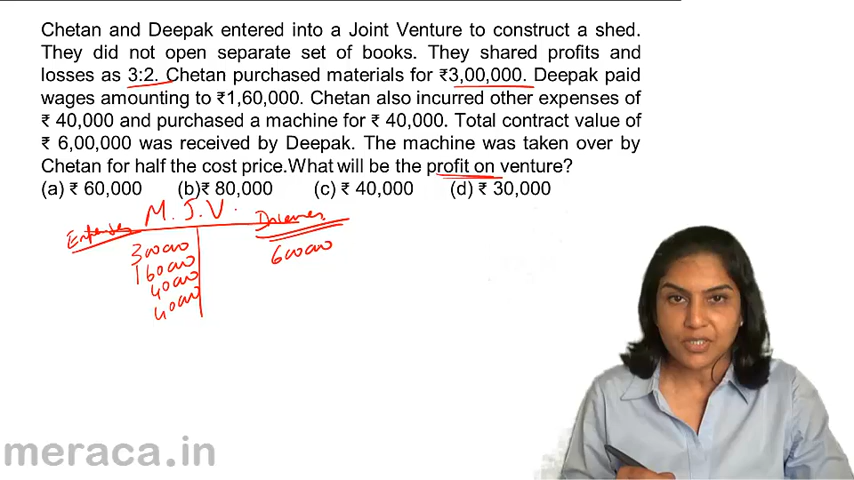 Chetan and Deepak entered into a Joint Venture to construct a shed.
They did not open separate set of books. They shared profits and
losses as 3:2. Chetan purchased materials for ₹3,00,000. Deepak paid
wages amounting to ₹1,60,000. Chetan also incurred other expenses of
₹ 40,000 and purchased a machine for ₹ 40,000. Total contract value of
₹ 6,00,000 was received by Deepak. The machine was taken over by
Chetan for half the cost price.What will be the profit on venture?
(a) ₹ 60,000 (b)₹ 80,000 (c) ₹ 40,000 (d) ₹ 30,000
M. J. V.
Expenses Incomes
300000 600000
160000
40000
40000
meraca.in